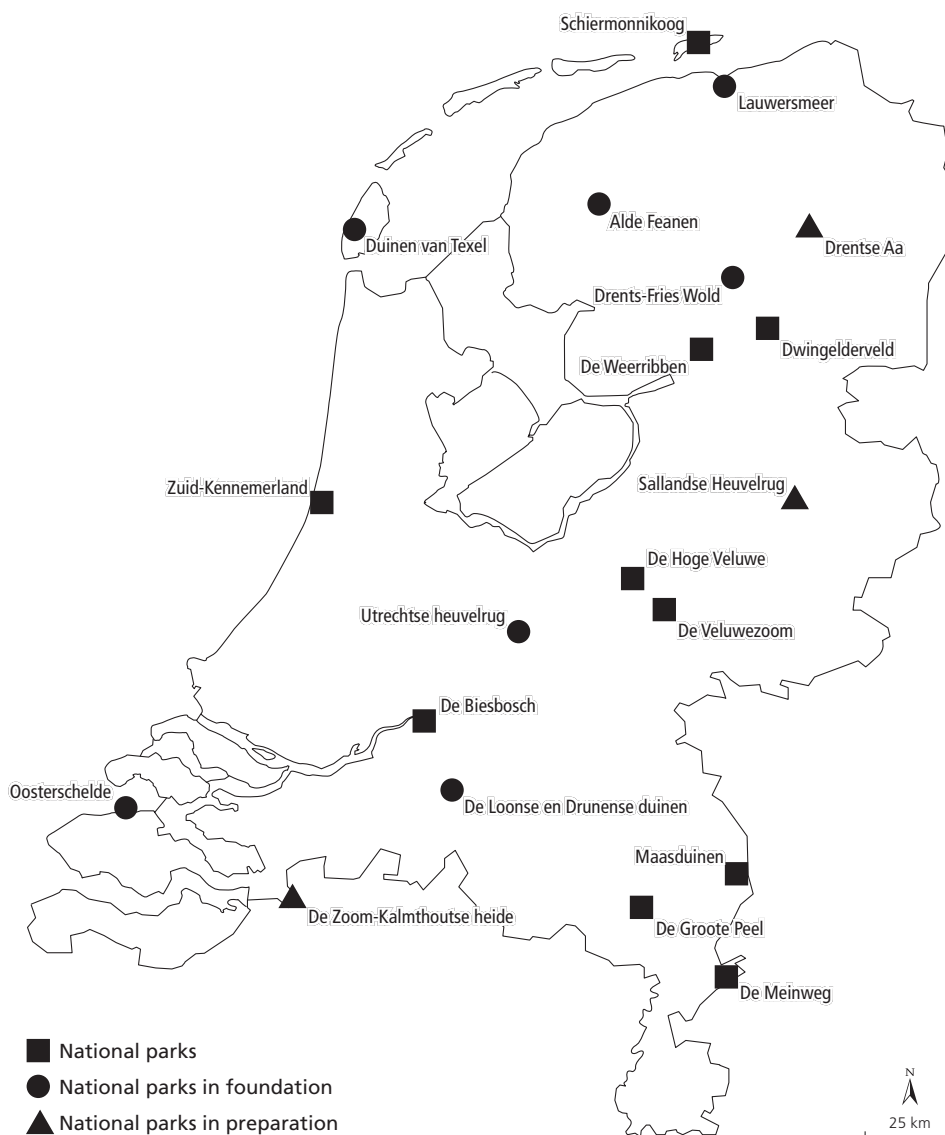 Schiermonnikoog
Lauwersmeer
Alde Feanen
Duinen van Texel
Drentse Aa
Drents-Fries Wold
Dwingelderveld
De Weerribben
Zuid-Kennemerland
Sallandse Heuvelrug
De Hoge Veluwe
Utrechtse heuvelrug
De Veluwezoom
De Biesbosch
Oosterschelde
De Loonse en Drunense duinen
Maasduinen
De Zoom-Kalmthoutse heide
De Groote Peel
De Meinweg
National parks
National parks in foundation
National parks in preparation
N
25 km